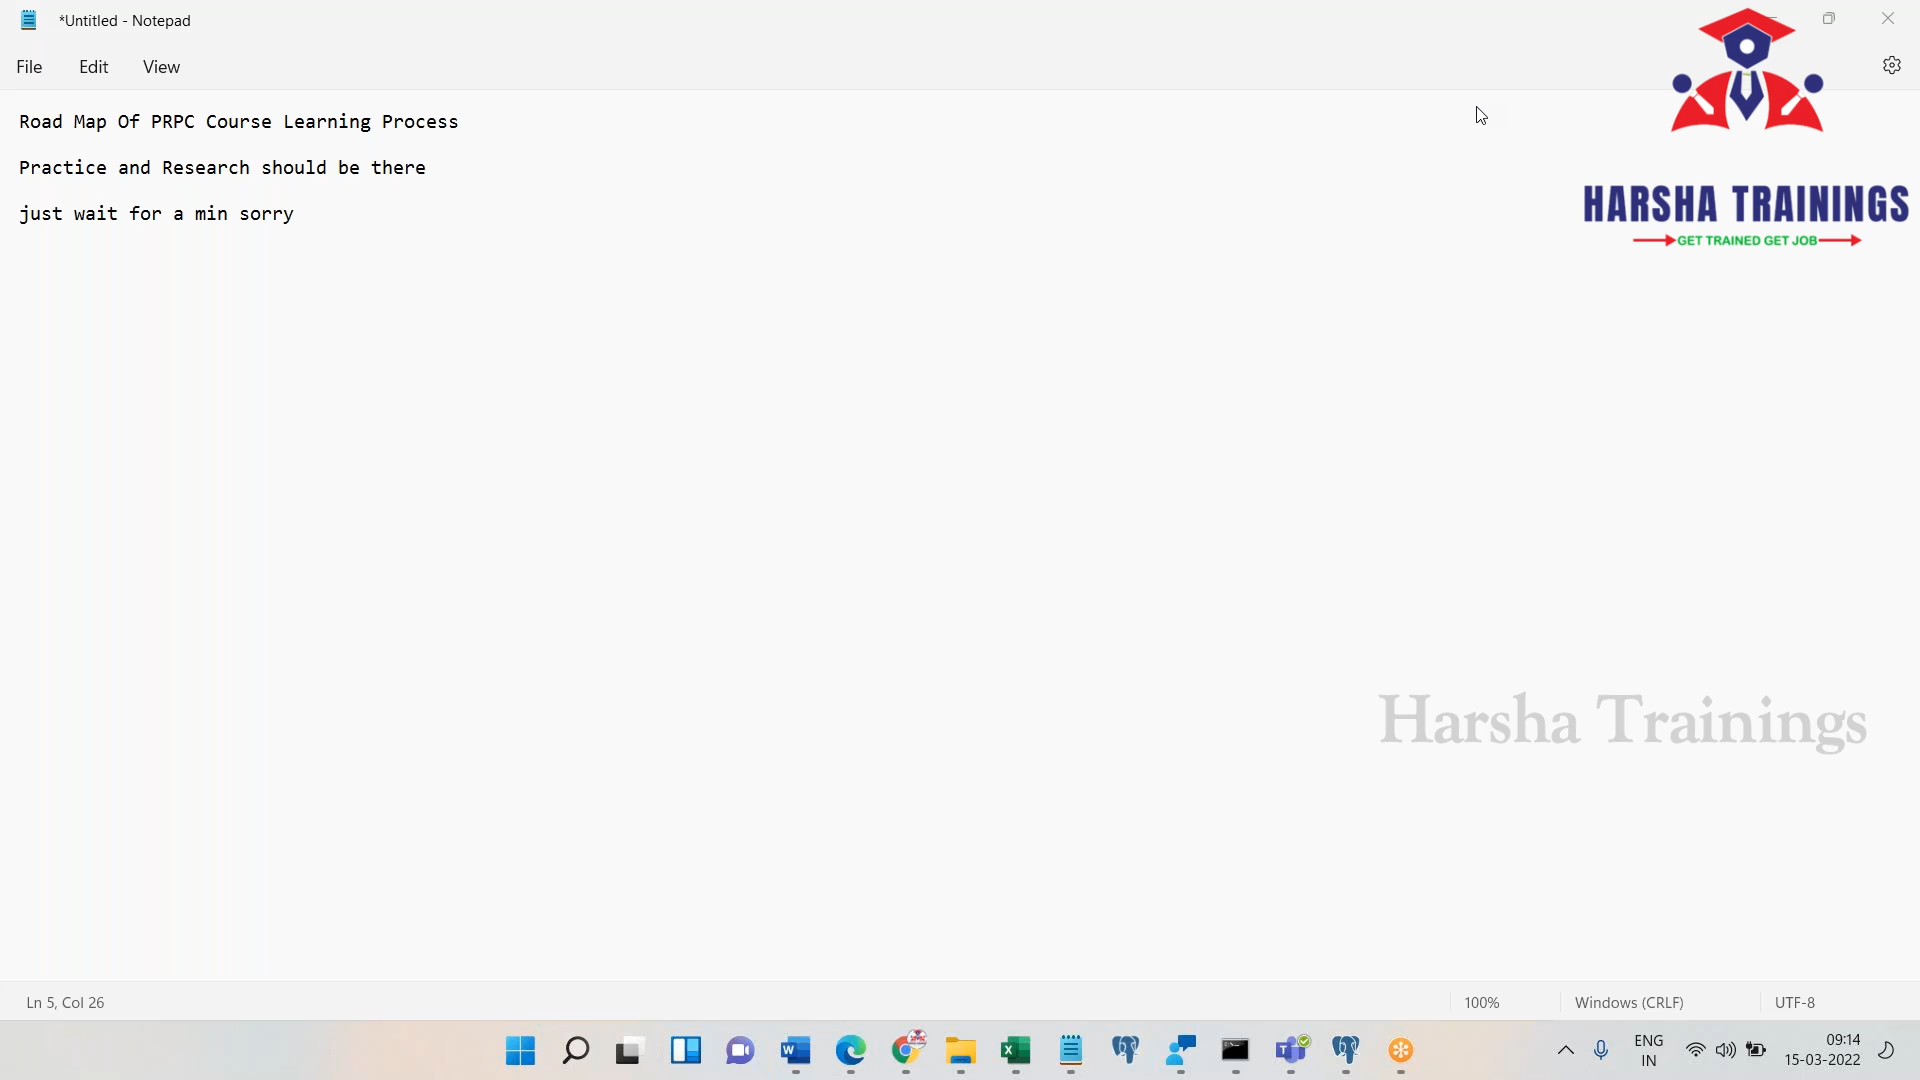 *Untitled - Notepad
File Edit View
Road Map Of PRPC Course Learning Process
Practice and Research should be there
just wait for a min sorry
HARSHA TRAININGS
GET TRAINED GET JOB
Harsha Trainings
Ln 5, Col 26
100%
Windows (CRLF)
UTF-8
ENG
IN
09:14
15-03-2022